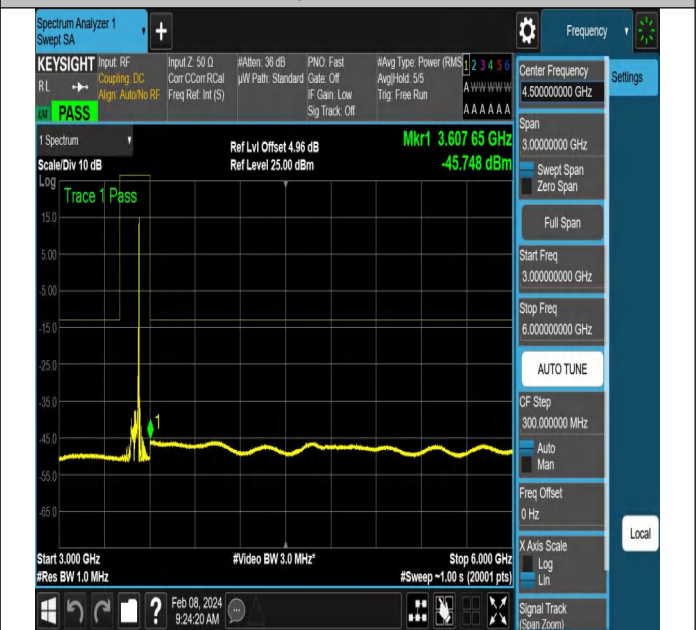 Spectrum Analyzer 1
Swept SA
+
Frequency
KEYSIGHT
RL
PASS
Input: RF
Coupling: DC
Align: Auto/No RF
Input Z: 50 Ω
Corr CCorr RCal
Freq Ref: Int (S)
#Atten: 36 dB
µW Path: Standard
PNO: Fast
Gate: Off
IF Gain: Low
Sig Track: Off
#Avg Type: Power (RMS
Avg|Hold: 5/5
Trig: Free Run
1 2 3 4 5 6
A W W W W W
A A A A A A
Center Frequency
4.500000000 GHz
Settings
Span
3.00000000 GHz
Swept Span
Zero Span
Full Span
Start Freq
3.000000000 GHz
Stop Freq
6.000000000 GHz
AUTO TUNE
CF Step
300.000000 MHz
Auto
Man
Freq Offset
0 Hz
X Axis Scale
Log
Lin
Signal Track
(Span Zoom)
Local
1 Spectrum
Scale/Div 10 dB
Log
Ref Lvl Offset 4.96 dB
Ref Level 25.00 dBm
Mkr1 3.607 65 GHz
-45.748 dBm
Trace 1 Pass
15.0
5.00
-5.00
-15.0
-25.0
-35.0
-45.0
-55.0
-65.0
1
Start 3.000 GHz
#Res BW 1.0 MHz
#Video BW 3.0 MHz*
Stop 6.000 GHz
#Sweep ~1.00 s (20001 pts)
?
Feb 08, 2024
9:24:20 AM